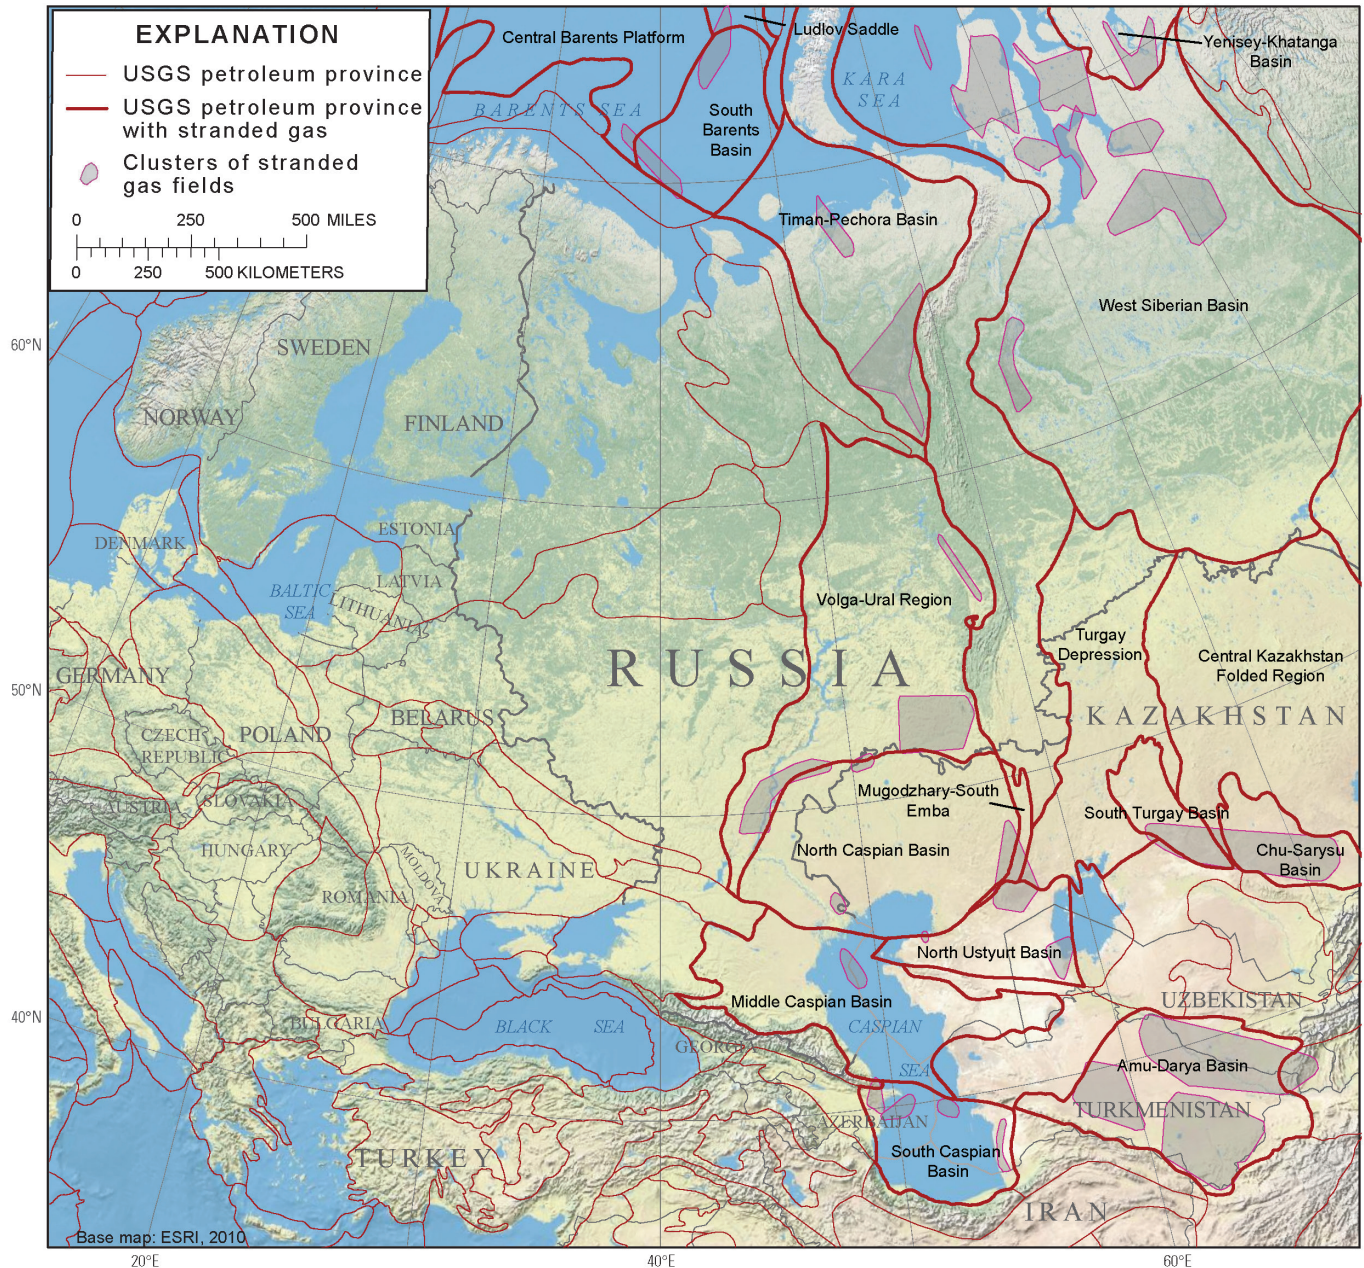 EXPLANATION
USGS petroleum province
USGS petroleum province
with stranded gas
Clusters of stranded
gas fields
0 250 500 MILES
0 250 500 KILOMETERS
Central Barents Platform
Ludlov Saddle
Yenisey-Khatanga
Basin
BARENTS SEA
KARA
SEA
South
Barents
Basin
Timan-Pechora Basin
West Siberian Basin
60°N
SWEDEN
NORWAY
FINLAND
ESTONIA
DENMARK
LATVIA
BALTIC
SEA
LITHUANIA
Volga-Ural Region
RUSSIA
Turgay
Depression
Central Kazakhstan
Folded Region
GERMANY
50°N
BELARUS
KAZAKHSTAN
POLAND
CZECH
REPUBLIC
Mugodzhary-South
Emba
AUSTRIA
SLOVAKIA
South Turgay Basin
HUNGARY
North Caspian Basin
Chu-Sarysu
Basin
MOLDOVA
UKRAINE
ROMANIA
North Ustyurt Basin
Middle Caspian Basin
UZBEKISTAN
40°N
BULGARIA
BLACK SEA
CASPIAN
SEA
GEORGIA
Amu-Darya Basin
TURKMENISTAN
AZERBAIJAN
TURKEY
South Caspian
Basin
IRAN
Base map: ESRI, 2010
20°E
40°E
60°E